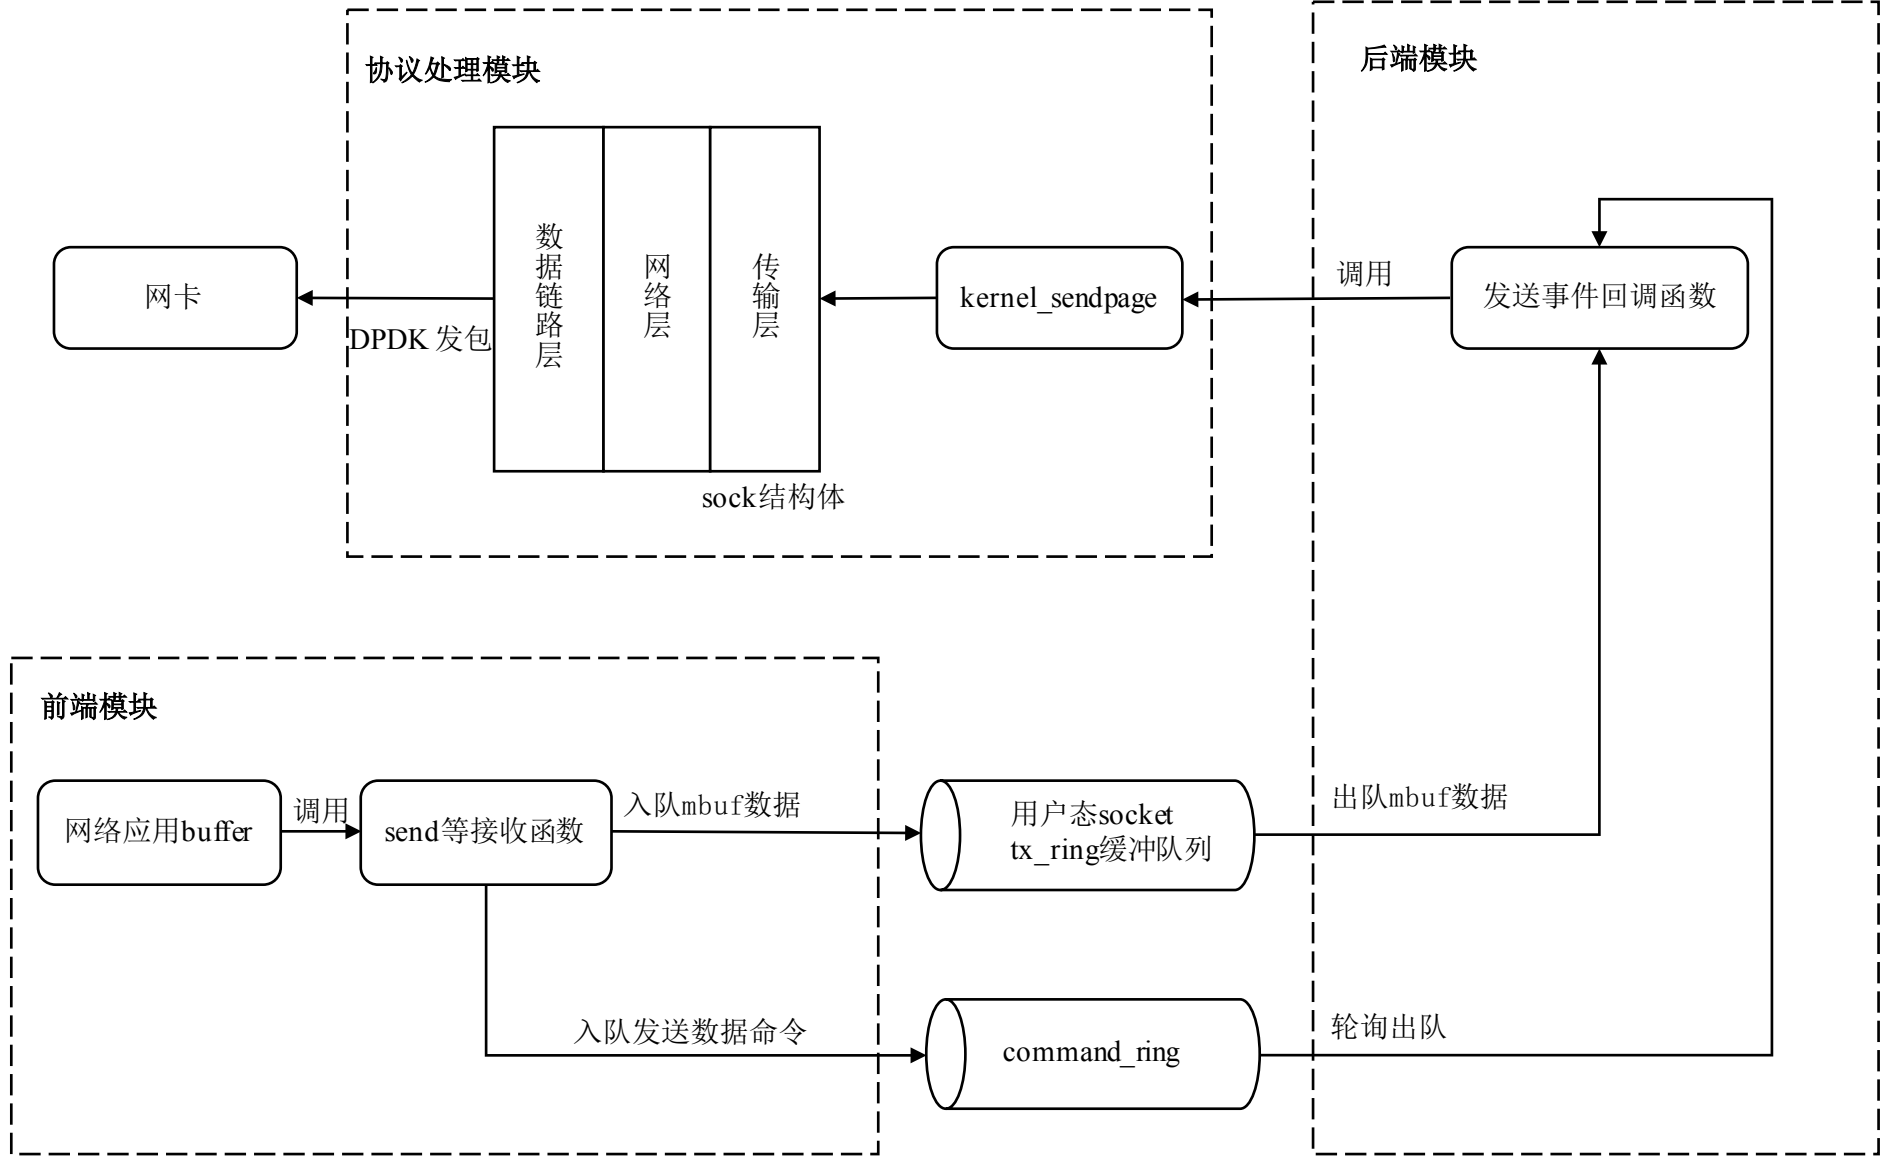 协议处理模块
后端模块
数据链路层
网络层
传输层
网卡
DPDK 发包
kernel_sendpage
调用
发送事件回调函数
sock结构体
前端模块
网络应用buffer
调用
send等接收函数
入队mbuf数据
用户态socket
tx_ring缓冲队列
出队mbuf数据
入队发送数据命令
command_ring
轮询出队